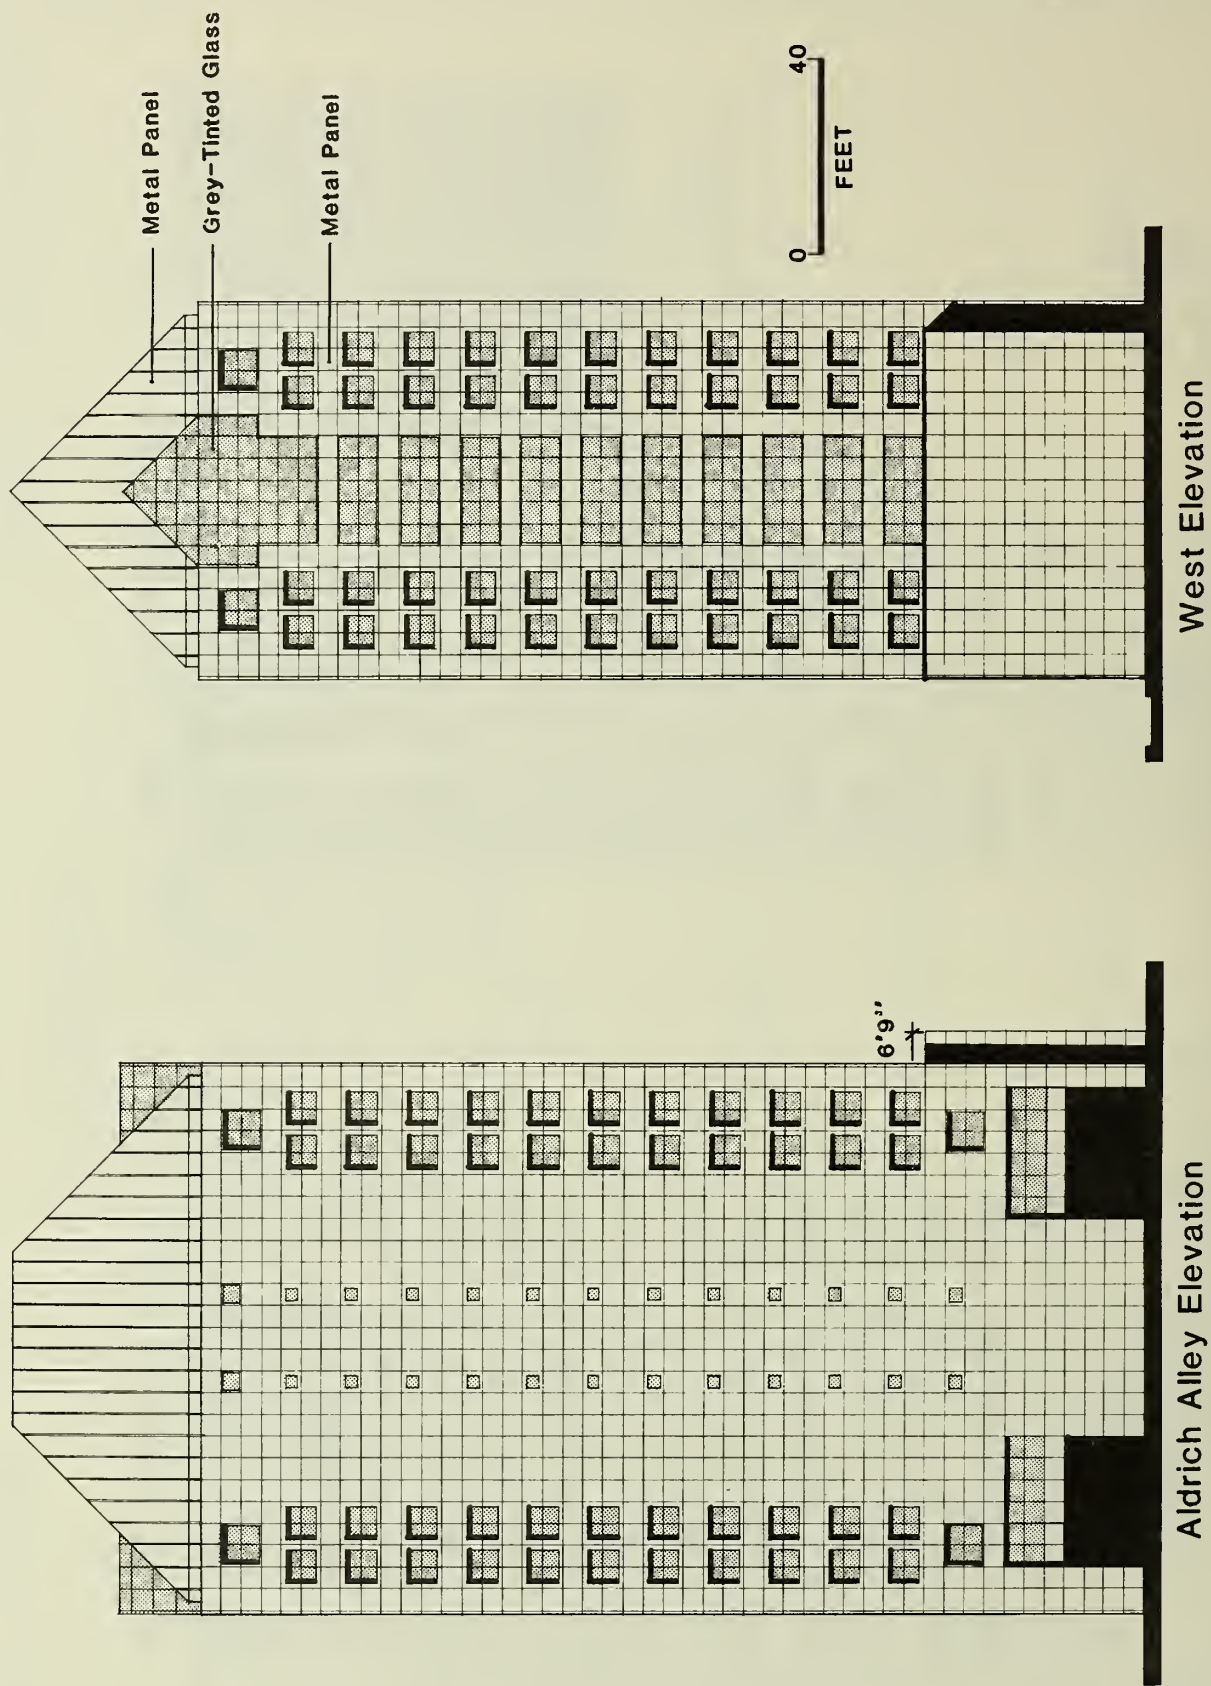 Metal Panel
Grey-Tinted Glass
Metal Panel
0
40
FEET
6'9"
West Elevation
Aldrich Alley Elevation